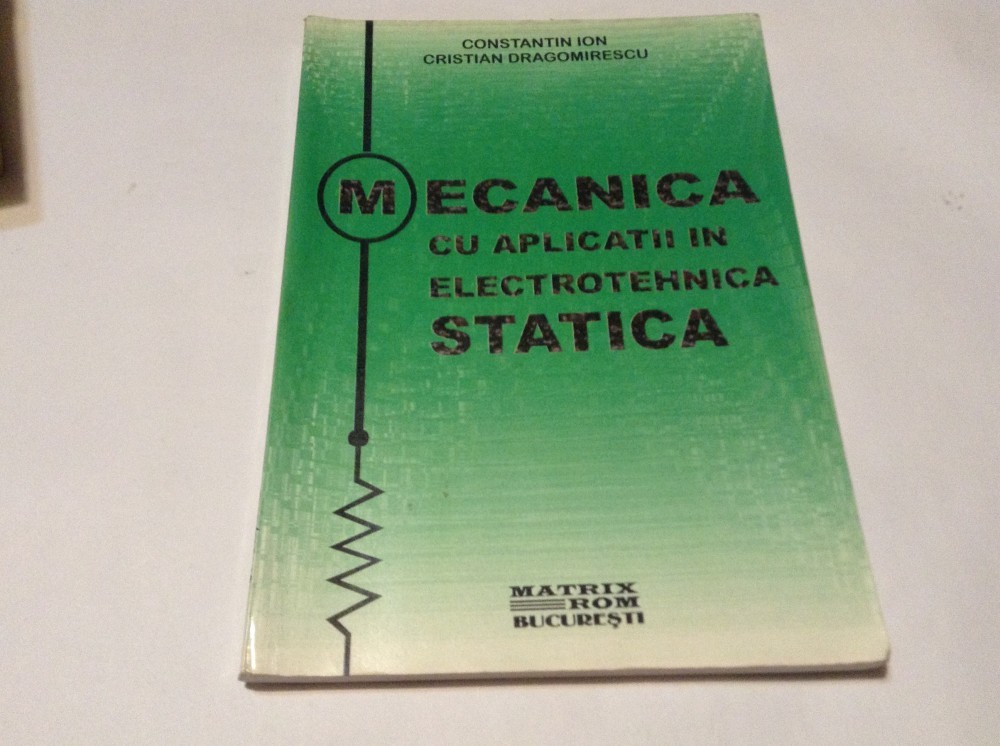 CONSTANTIN ION
CRISTIAN DRAGOMIRESCU
MECANICA
CU APLICATII IN
ELECTROTEHNICA
STATICA
MATRIX
ROM
BUCUREŞTI